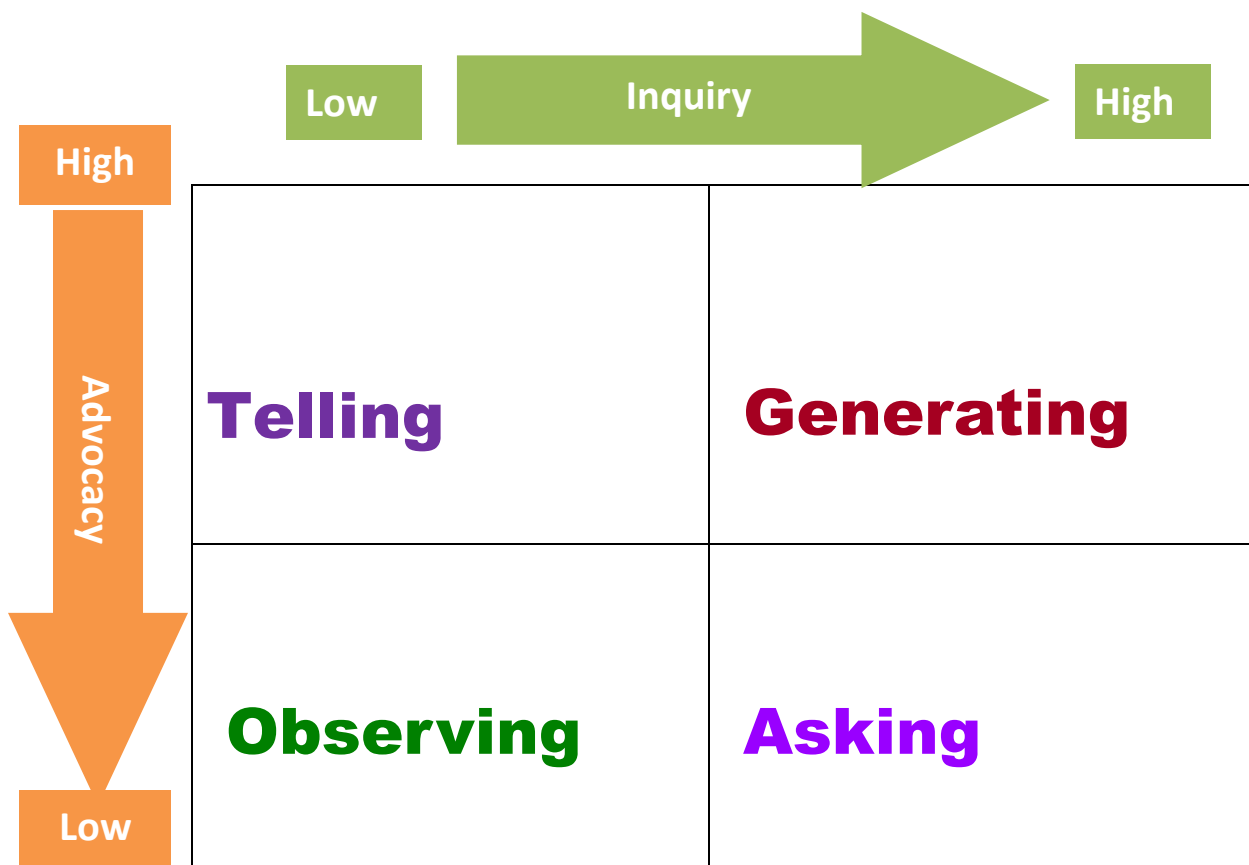 Low
Inquiry
High
High
Advocacy
Telling
Generating
Observing
Asking
Low